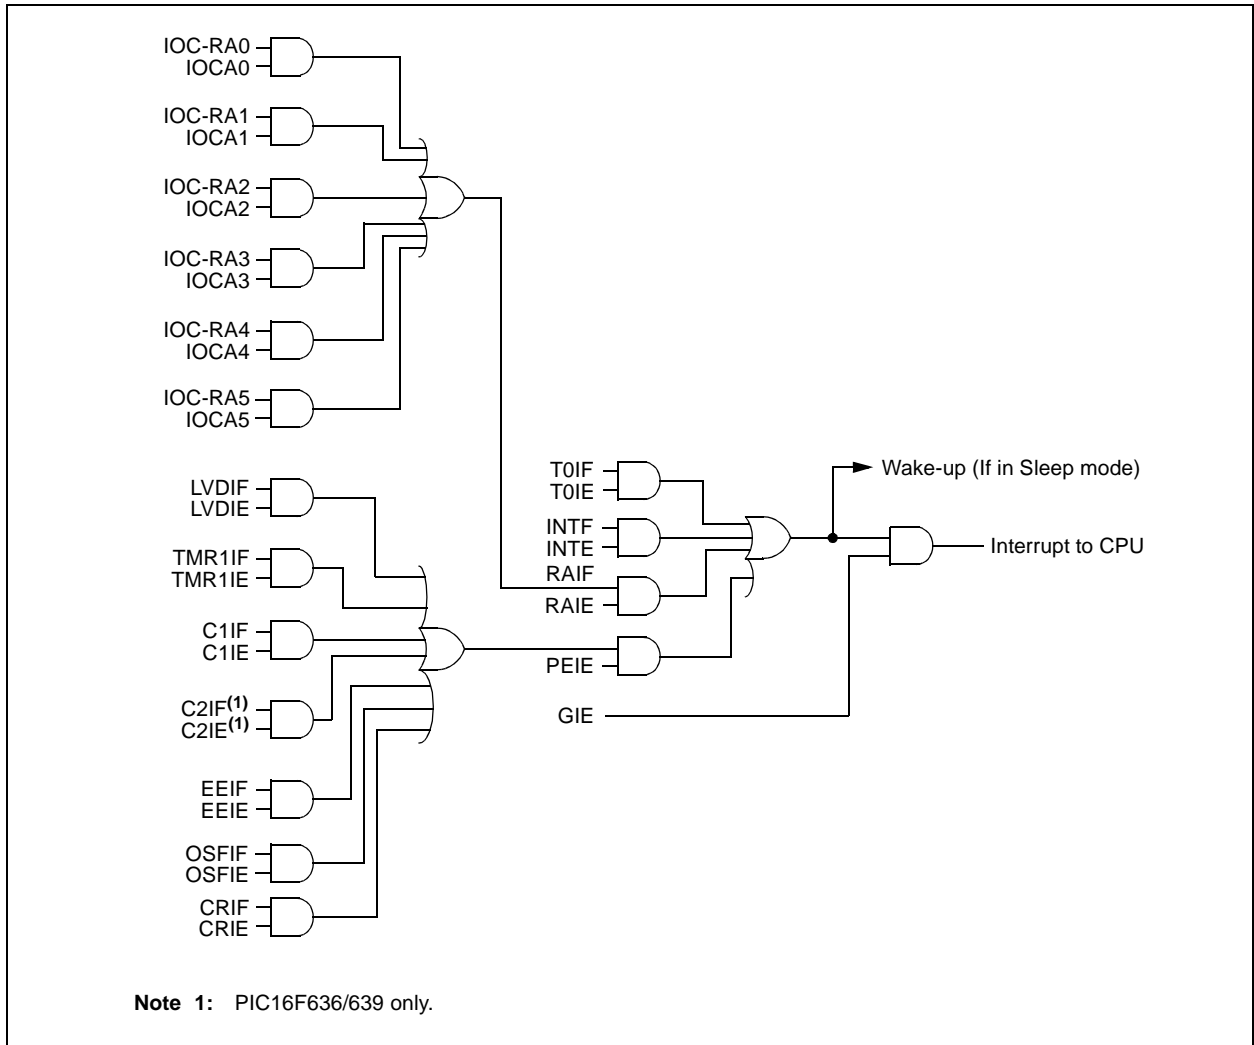 IOC-RA0
IOCA0
IOC-RA1
IOCA1
IOC-RA2
IOCA2
IOC-RA3
IOCA3
IOC-RA4
IOCA4
IOC-RA5
IOCA5
LVDIF
LVDIE
TMR1IF
TMR1IE
C1IF
C1IE
C2IF(1)
C2IE(1)
EEIF
EEIE
OSFIF
OSFIE
CRIF
CRIE
T0IF
T0IE
INTF
INTE
RAIF
RAIE
PEIE
GIE
Wake-up (If in Sleep mode)
Interrupt to CPU
Note 1: PIC16F636/639 only.